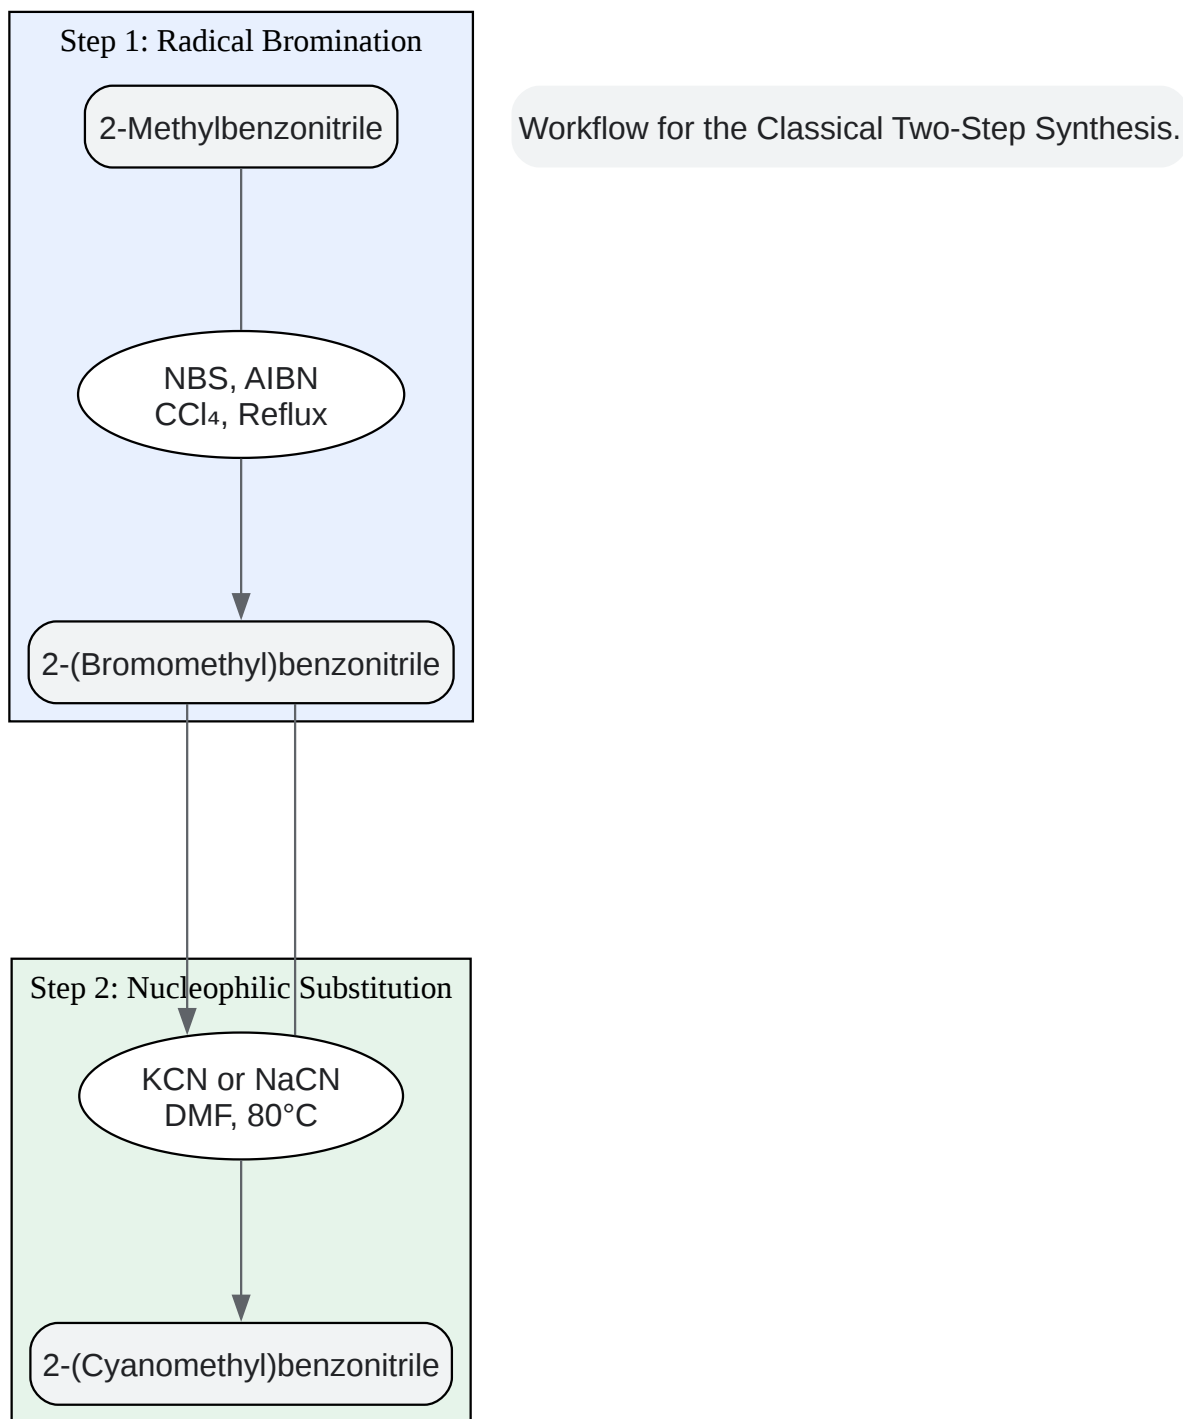 Step 1: Radical Bromination
2-Methylbenzonitrile
Workflow for the Classical Two-Step Synthesis.
NBS, AIBN
CCl₄, Reflux
2-(Bromomethyl)benzonitrile
Step 2: Nucleophilic Substitution
KCN or NaCN
DMF, 80°C
2-(Cyanomethyl)benzonitrile